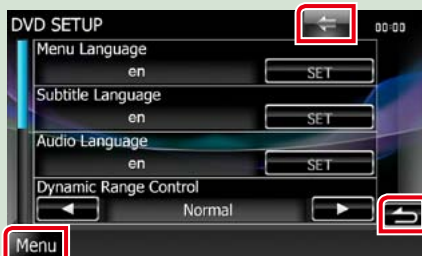 DVD SETUP 00:00
Menu Language
en SET
Subtitle Language
en SET
Audio Language
en SET
Dynamic Range Control
Normal
Menu